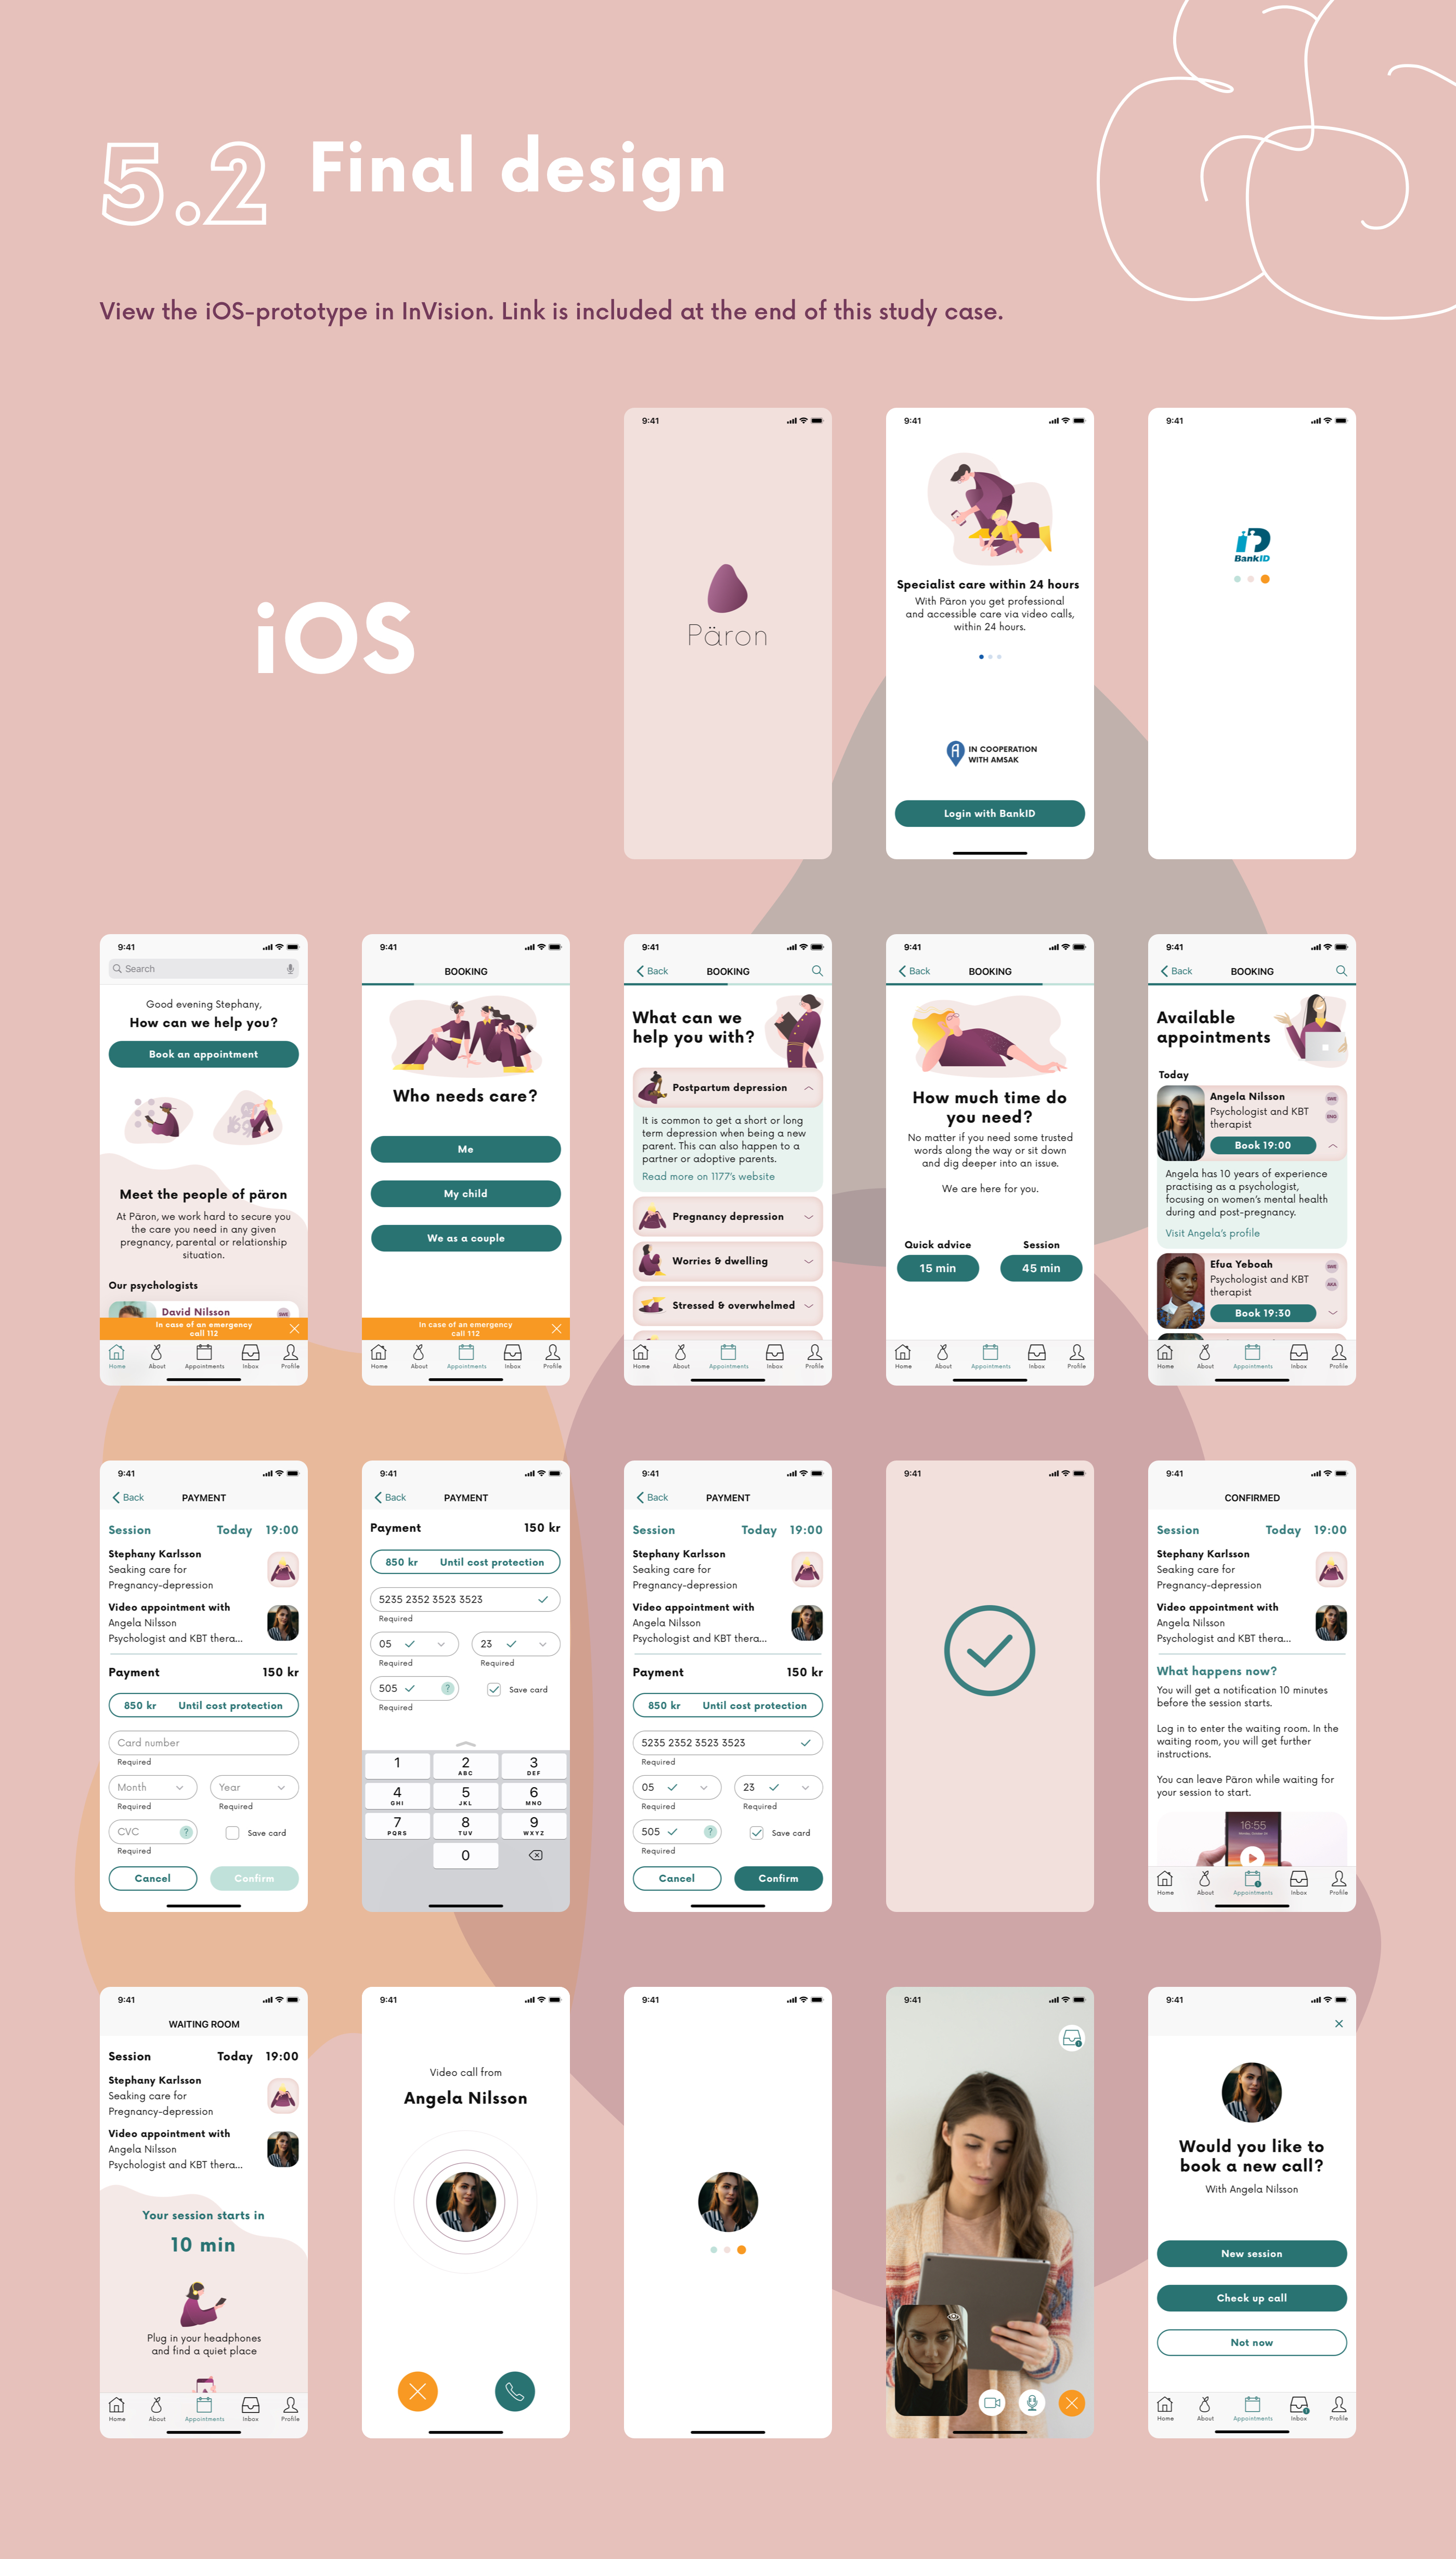 5.2 Final design
View the iOS-prototype in InVision. Link is included at the end of this study case.
iOS
9:41
Päron
9:41
Specialist care within 24 hours
With Päron you get professional
and accessible care via video calls,
within 24 hours.
IN COOPERATION
WITH AMSAK
Login with BankID
9:41
BankID
9:41
Search
Good evening Stephany,
How can we help you?
Book an appointment
Meet the people of päron
At Päron, we work hard to secure you
the care you need in any given
pregnancy, parental or relationship
situation.
Our psychologists
David Nilsson
SWE
In case of an emergency
call 112
Home About Appointments Inbox Profile
9:41
BOOKING
Who needs care?
Me
My child
We as a couple
In case of an emergency
call 112
Home About Appointments Inbox Profile
9:41
Back BOOKING
What can we
help you with?
Postpartum depression
It is common to get a short or long
term depression when being a new
parent. This can also happen to a
partner or adoptive parents.
Read more on 1177's website
Pregnancy depression
Worries & dwelling
Stressed & overwhelmed
Home About Appointments Inbox Profile
9:41
Back BOOKING
How much time do
you need?
No matter if you need some trusted
words along the way or sit down
and dig deeper into an issue.
We are here for you.
Quick advice Session
15 min 45 min
Home About Appointments Inbox Profile
9:41
Back BOOKING
Available
appointments
Today
Angela Nilsson
SWE
Psychologist and KBT
therapist
ENG
Book 19:00
Angela has 10 years of experience
practising as a psychologist,
focusing on women's mental health
during and post-pregnancy.
Visit Angela's profile
Efua Yeboah
SWE
Psychologist and KBT
therapist
AKA
Book 19:30
Home About Appointments Inbox Profile
9:41
Back PAYMENT
Session Today 19:00
Stephany Karlsson
Seaking care for
Pregnancy-depression
Video appointment with
Angela Nilsson
Psychologist and KBT thera...
Payment 150 kr
850 kr Until cost protection
Card number
Required
Month Year
Required Required
CVC ? Save card
Required
Cancel Confirm
9:41
Back PAYMENT
Payment 150 kr
850 kr Until cost protection
5235 2352 3523 3523
Required
05 23
Required Required
505 ? Save card
Required
1 2 3
ABC DEF
4 5 6
GHI JKL MNO
7 8 9
PQRS TUV WXYZ
0
9:41
Back PAYMENT
Session Today 19:00
Stephany Karlsson
Seaking care for
Pregnancy-depression
Video appointment with
Angela Nilsson
Psychologist and KBT thera...
Payment 150 kr
850 kr Until cost protection
5235 2352 3523 3523
Required
05 23
Required Required
505 ? Save card
Required
Cancel Confirm
9:41
9:41
CONFIRMED
Session Today 19:00
Stephany Karlsson
Seaking care for
Pregnancy-depression
Video appointment with
Angela Nilsson
Psychologist and KBT thera...
What happens now?
You will get a notification 10 minutes
before the session starts.
Log in to enter the waiting room. In the
waiting room, you will get further
instructions.
You can leave Päron while waiting for
your session to start.
16:55
Home About Appointments Inbox Profile
9:41
WAITING ROOM
Session Today 19:00
Stephany Karlsson
Seaking care for
Pregnancy-depression
Video appointment with
Angela Nilsson
Psychologist and KBT thera...
Your session starts in
10 min
Plug in your headphones
and find a quiet place
Home About Appointments Inbox Profile
9:41
Video call from
Angela Nilsson
9:41
9:41
9:41
Would you like to
book a new call?
With Angela Nilsson
New session
Check up call
Not now
Home About Appointments Inbox Profile